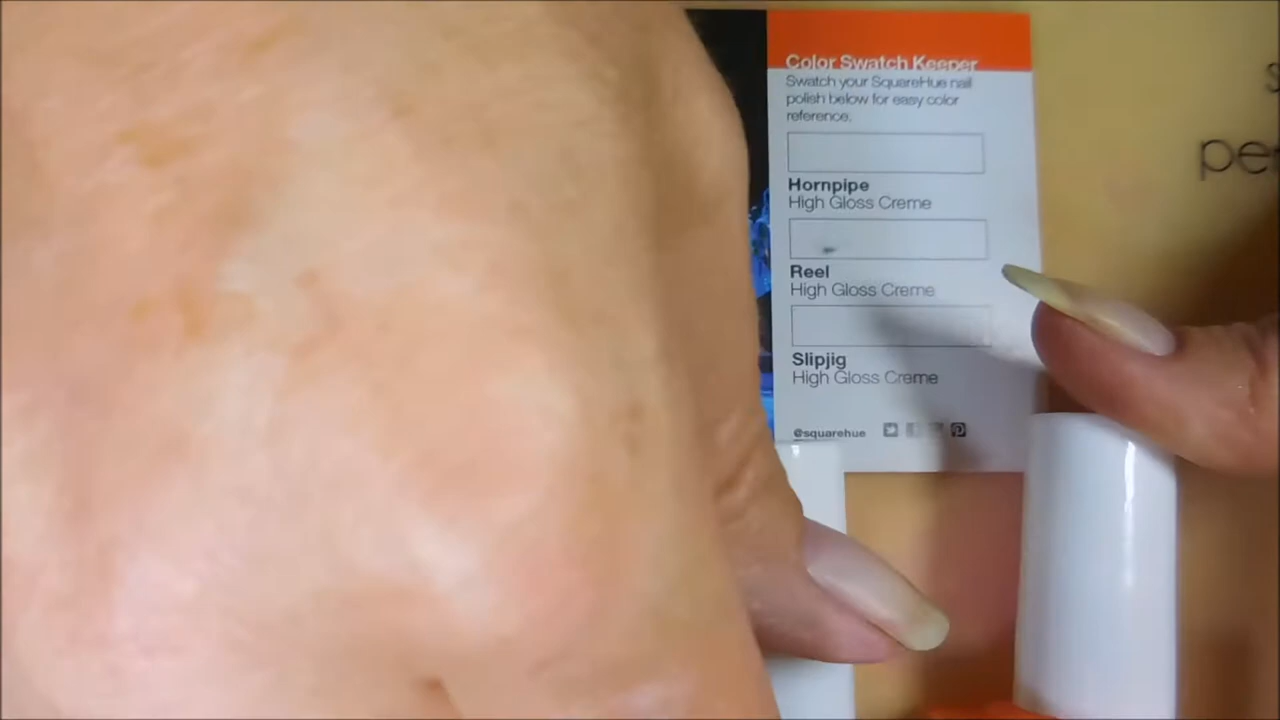 Color Swatch Keeper
Swatch your SquareHue nail
polish below for easy color
reference.
Hornpipe
High Gloss Creme
Reel
High Gloss Creme
Slipjig
High Gloss Creme
@squarehue